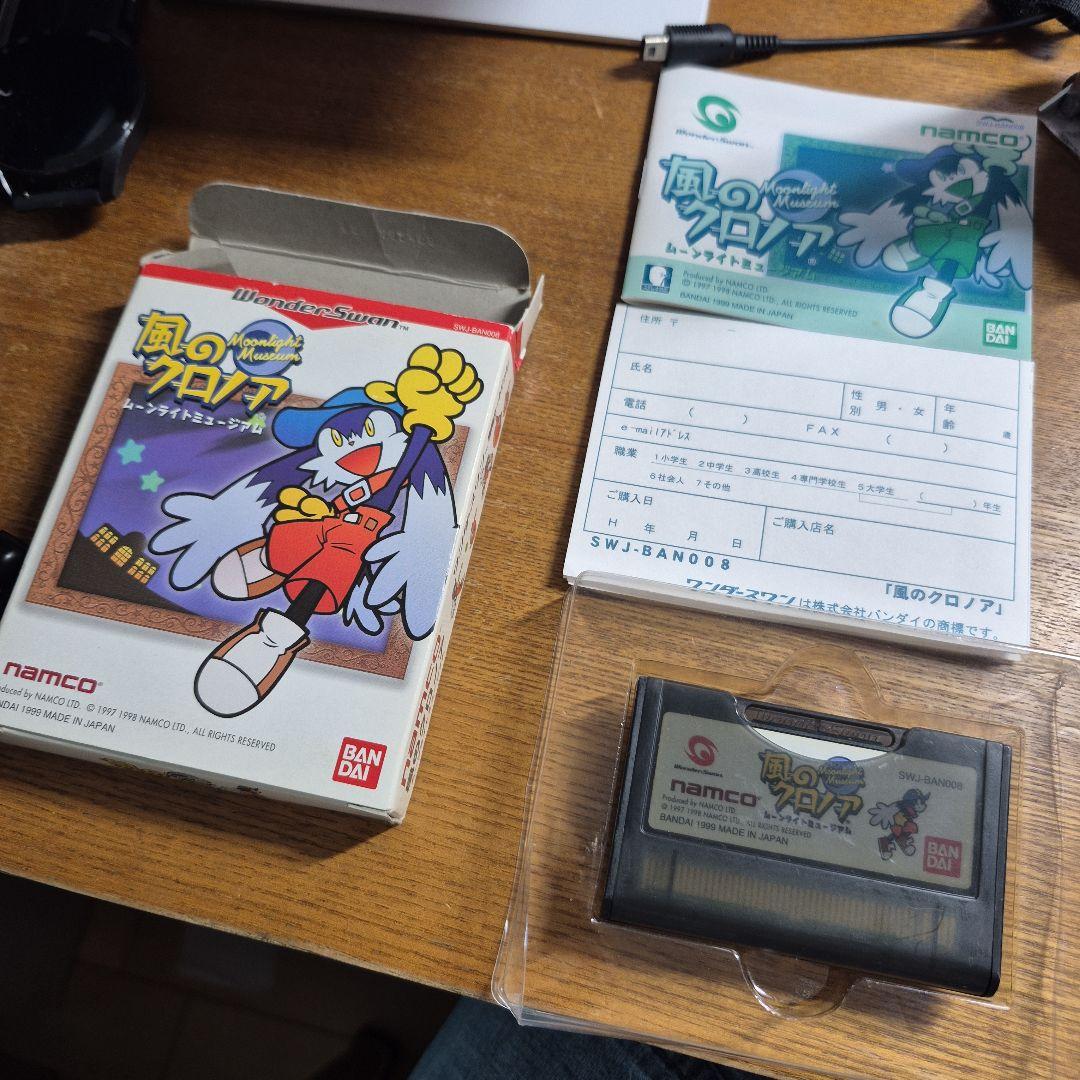 WonderSwan™
SWJ-BAN008
風のクロノア
Moonlight Museum
ムーンライトミュージアム
namco®
Produced by NAMCO LTD. © 1997 1998 NAMCO LTD., ALL RIGHTS RESERVED
BANDAI 1999 MADE IN JAPAN
BAN
DAI
WonderSwan™
SWJ-BAN008
namco®
風のクロノア®
Moonlight Museum
ムーンライトミュージアム
Produced by NAMCO LTD.
© 1997 1998 NAMCO LTD., ALL RIGHTS RESERVED
BANDAI 1999 MADE IN JAPAN
BAN
DAI
住所 〒 －
氏名
性別 男・女
年齢 歳
電話 ( )
FAX ( )
e-mailアドレス
職業 1小学生 2中学生 3高校生 4専門学校生 5大学生 ( )年生
6社会人 7その他
ご購入日
H 年 月 日
ご購入店名
SWJ-BAN008
「風のクロノア」
ワンダースワンは株式会社バンダイの商標です。
WonderSwan™
風のクロノア
Moonlight Museum
ムーンライトミュージアム
SWJ-BAN008
namco®
Produced by NAMCO LTD.
© 1997 1998 NAMCO LTD., ALL RIGHTS RESERVED
BANDAI 1999 MADE IN JAPAN
BAN
DAI